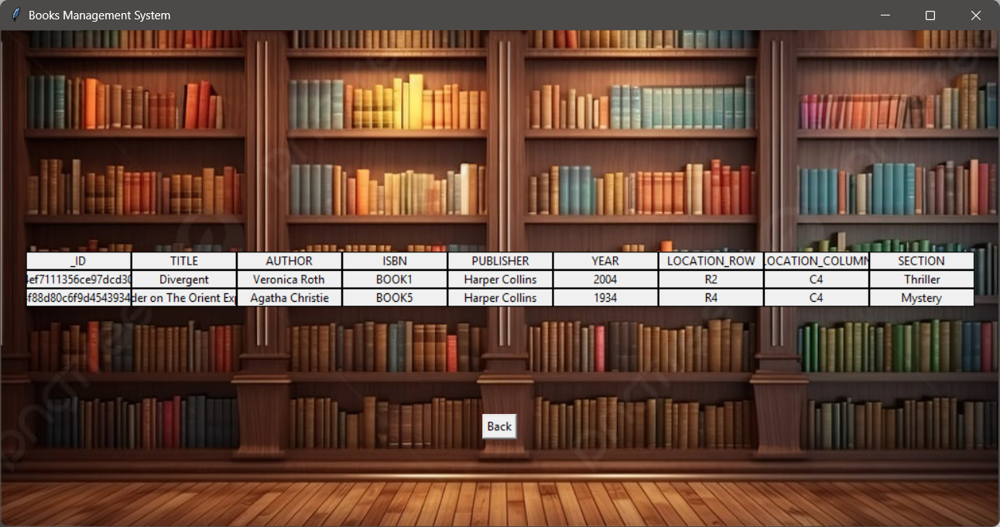 Books Management System
_ID TITLE AUTHOR ISBN PUBLISHER YEAR LOCATION_ROW OCATION_COLUMN SECTION
ef7111356ce97dcd30 Divergent Veronica Roth BOOK1 Harper Collins 2004 R2 C4 Thriller
f88d80c6f9d4543934 der on The Orient Exp Agatha Christie BOOK5 Harper Collins 1934 R4 C4 Mystery
Back